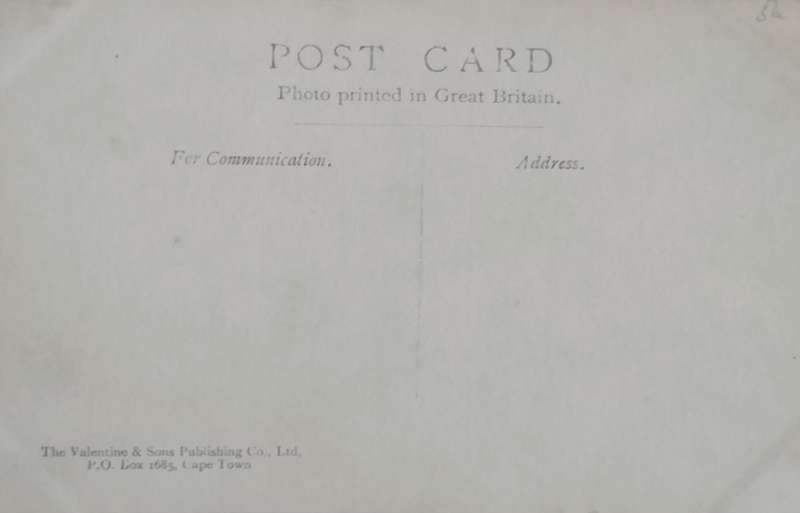 POST CARD
Photo printed in Great Britain.
For Communication.
Address.
The Valentine & Sons Publishing Co., Ltd,
P.O. Box 1685, Cape Town